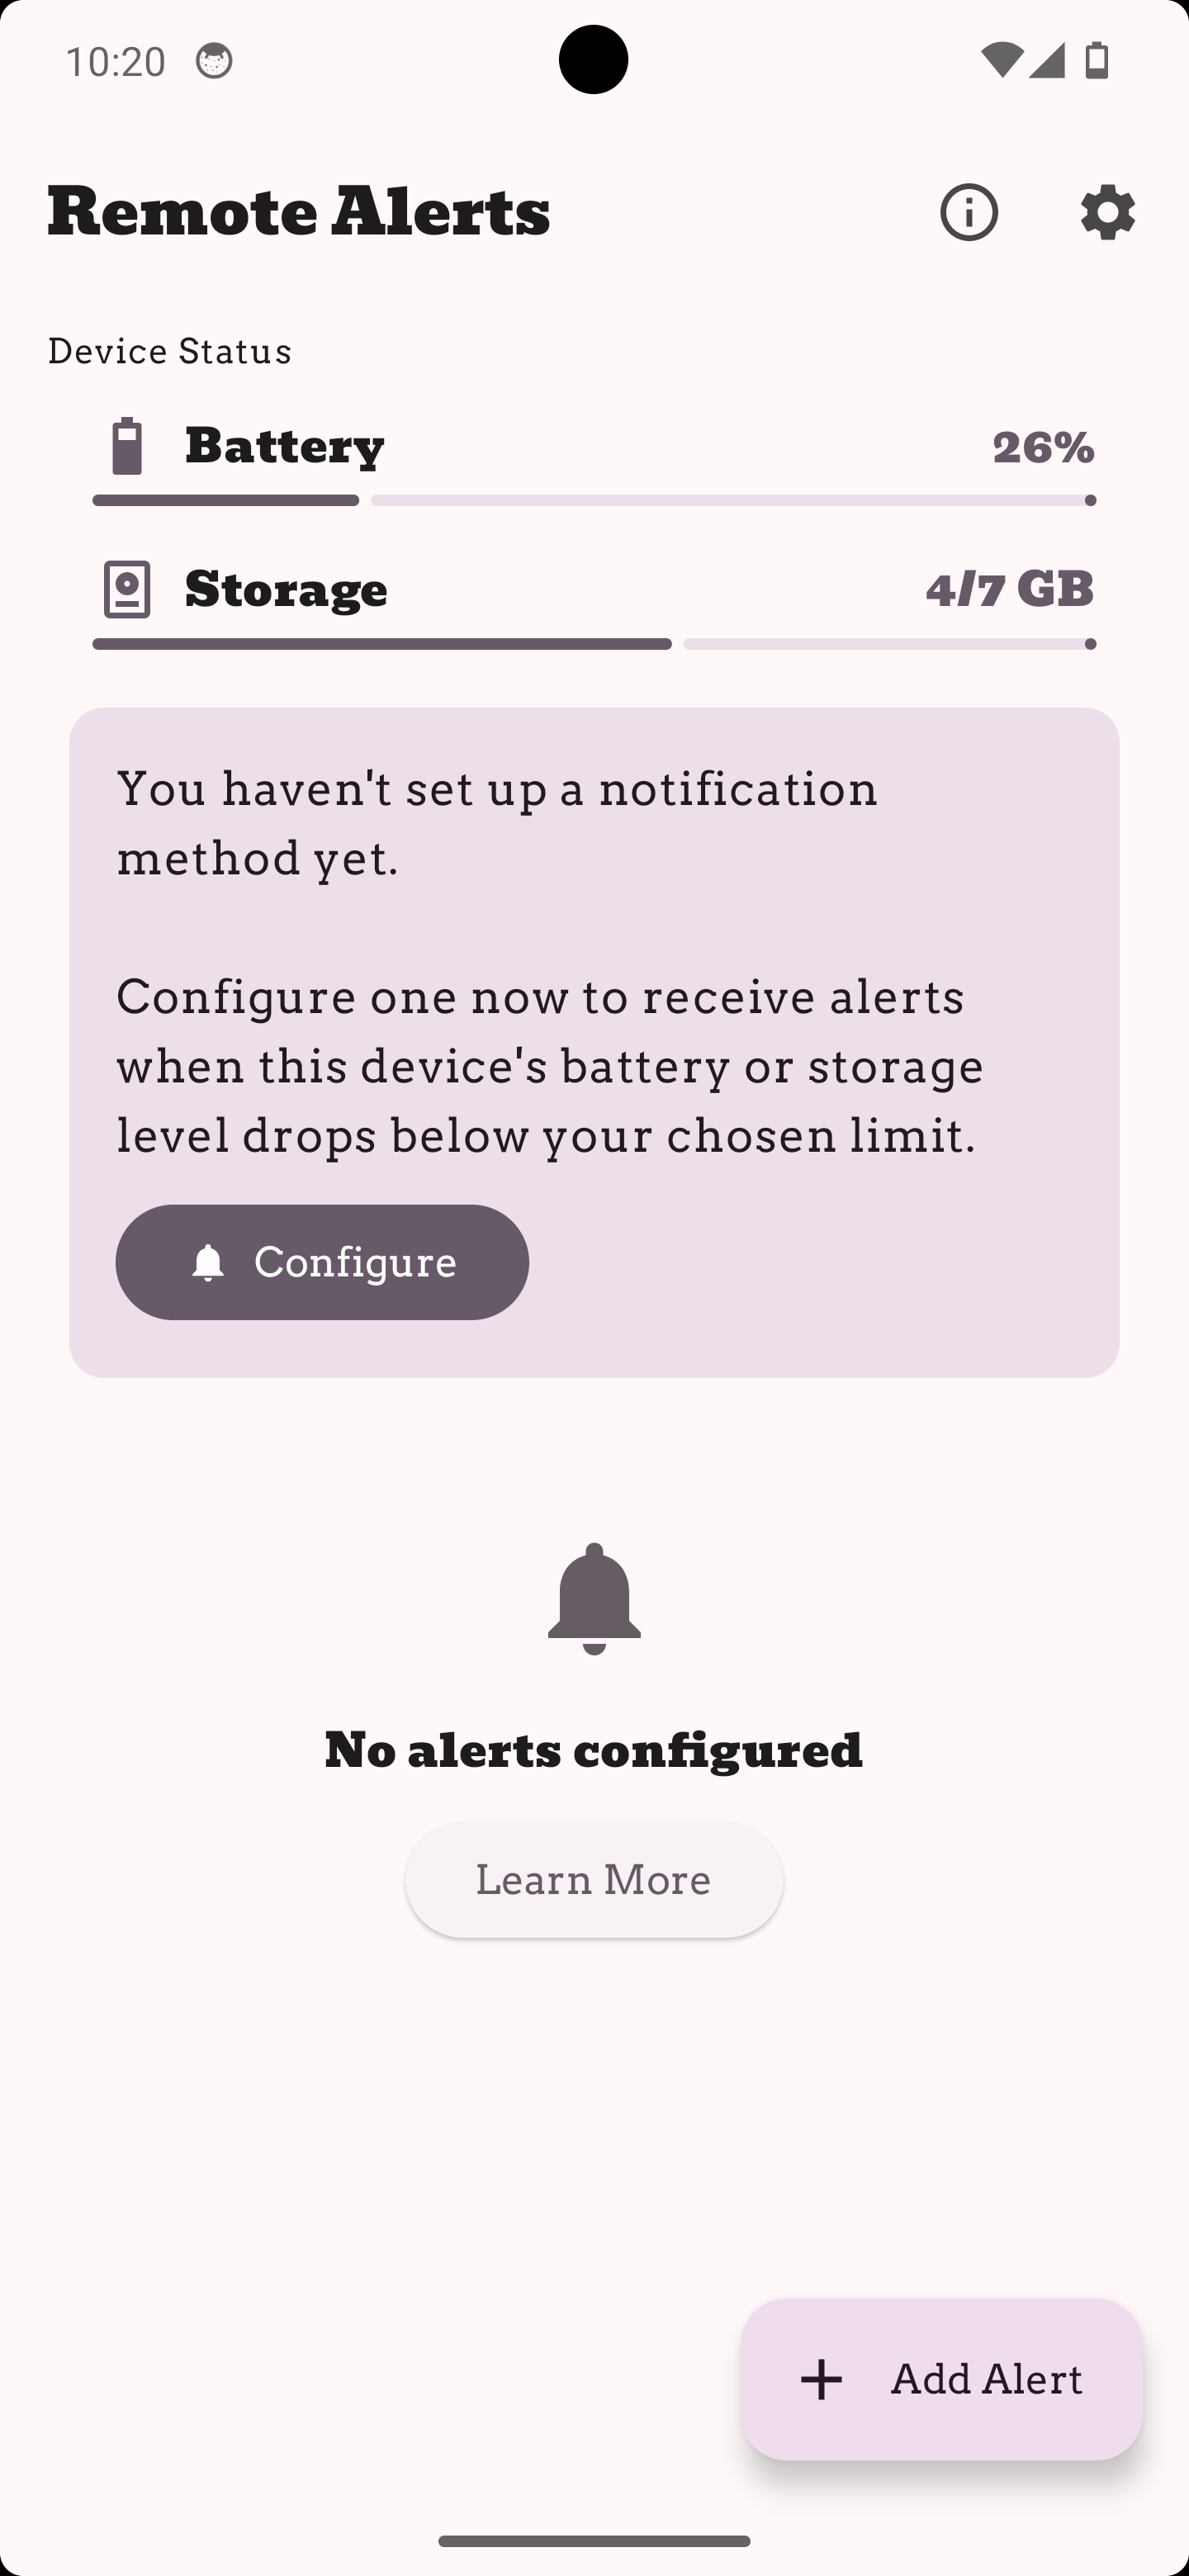 10:20
Remote Alerts
Device Status
Battery 26%
Storage 4/7 GB
You haven't set up a notification
method yet.
Configure one now to receive alerts
when this device's battery or storage
level drops below your chosen limit.
Configure
No alerts configured
Learn More
Add Alert